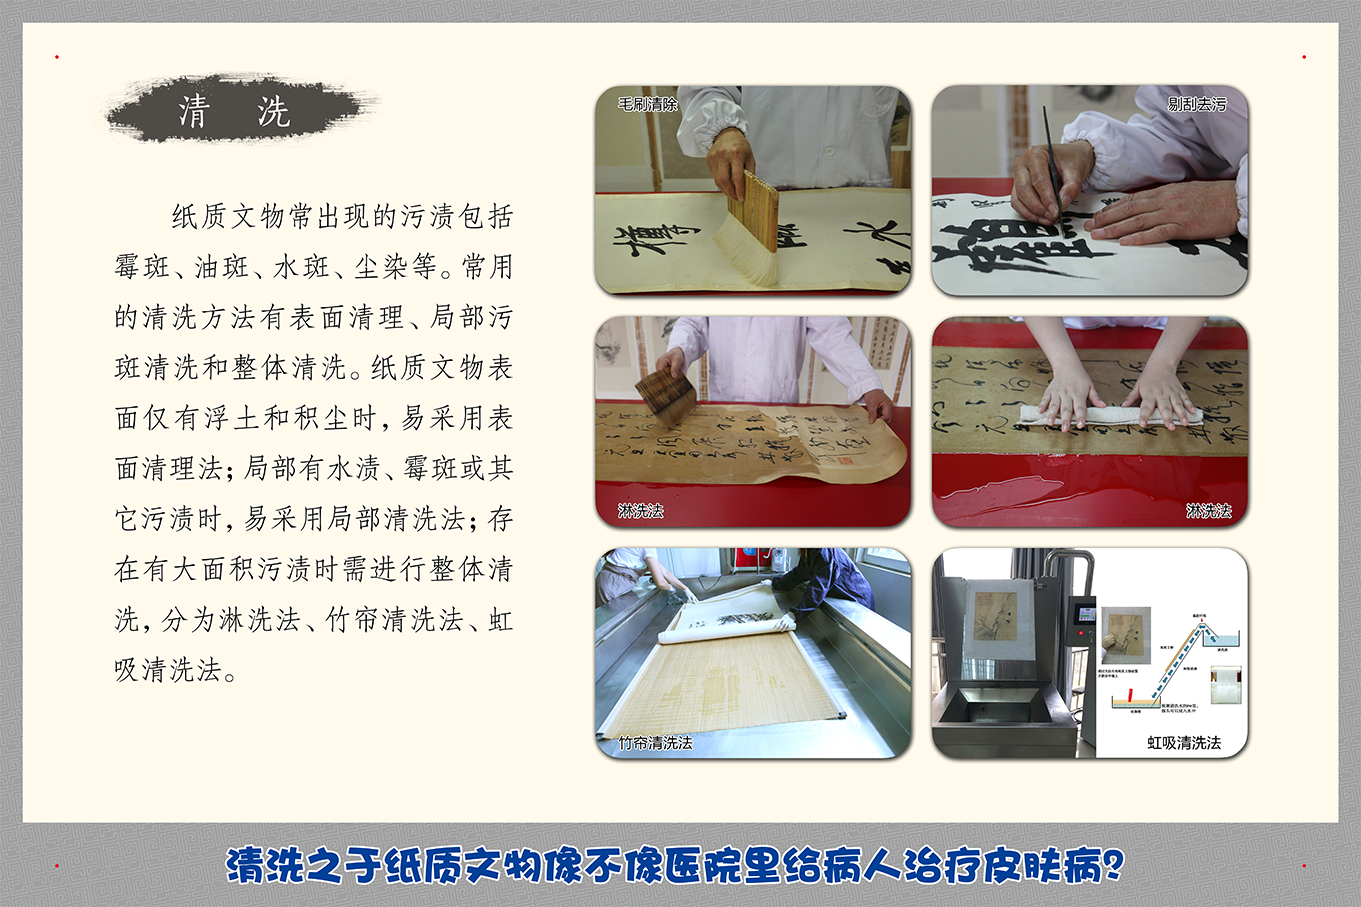 清 洗
纸质文物常出现的污渍包括
霉斑、油斑、水斑、尘染等。常用
的清洗方法有表面清理、局部污
斑清洗和整体清洗。纸质文物表
面仅有浮土和积尘时，易采用表
面清理法；局部有水渍、霉斑或其
它污渍时，易采用局部清洗法；存
在有大面积污渍时需进行整体清
洗，分为淋洗法、竹帘清洗法、虹
吸清洗法。
毛刷清除
剔刮去污
淋洗法
淋洗法
竹帘清洗法
虹吸清洗法
清洗之于纸质文物像不像医院里给病人治疗皮肤病？